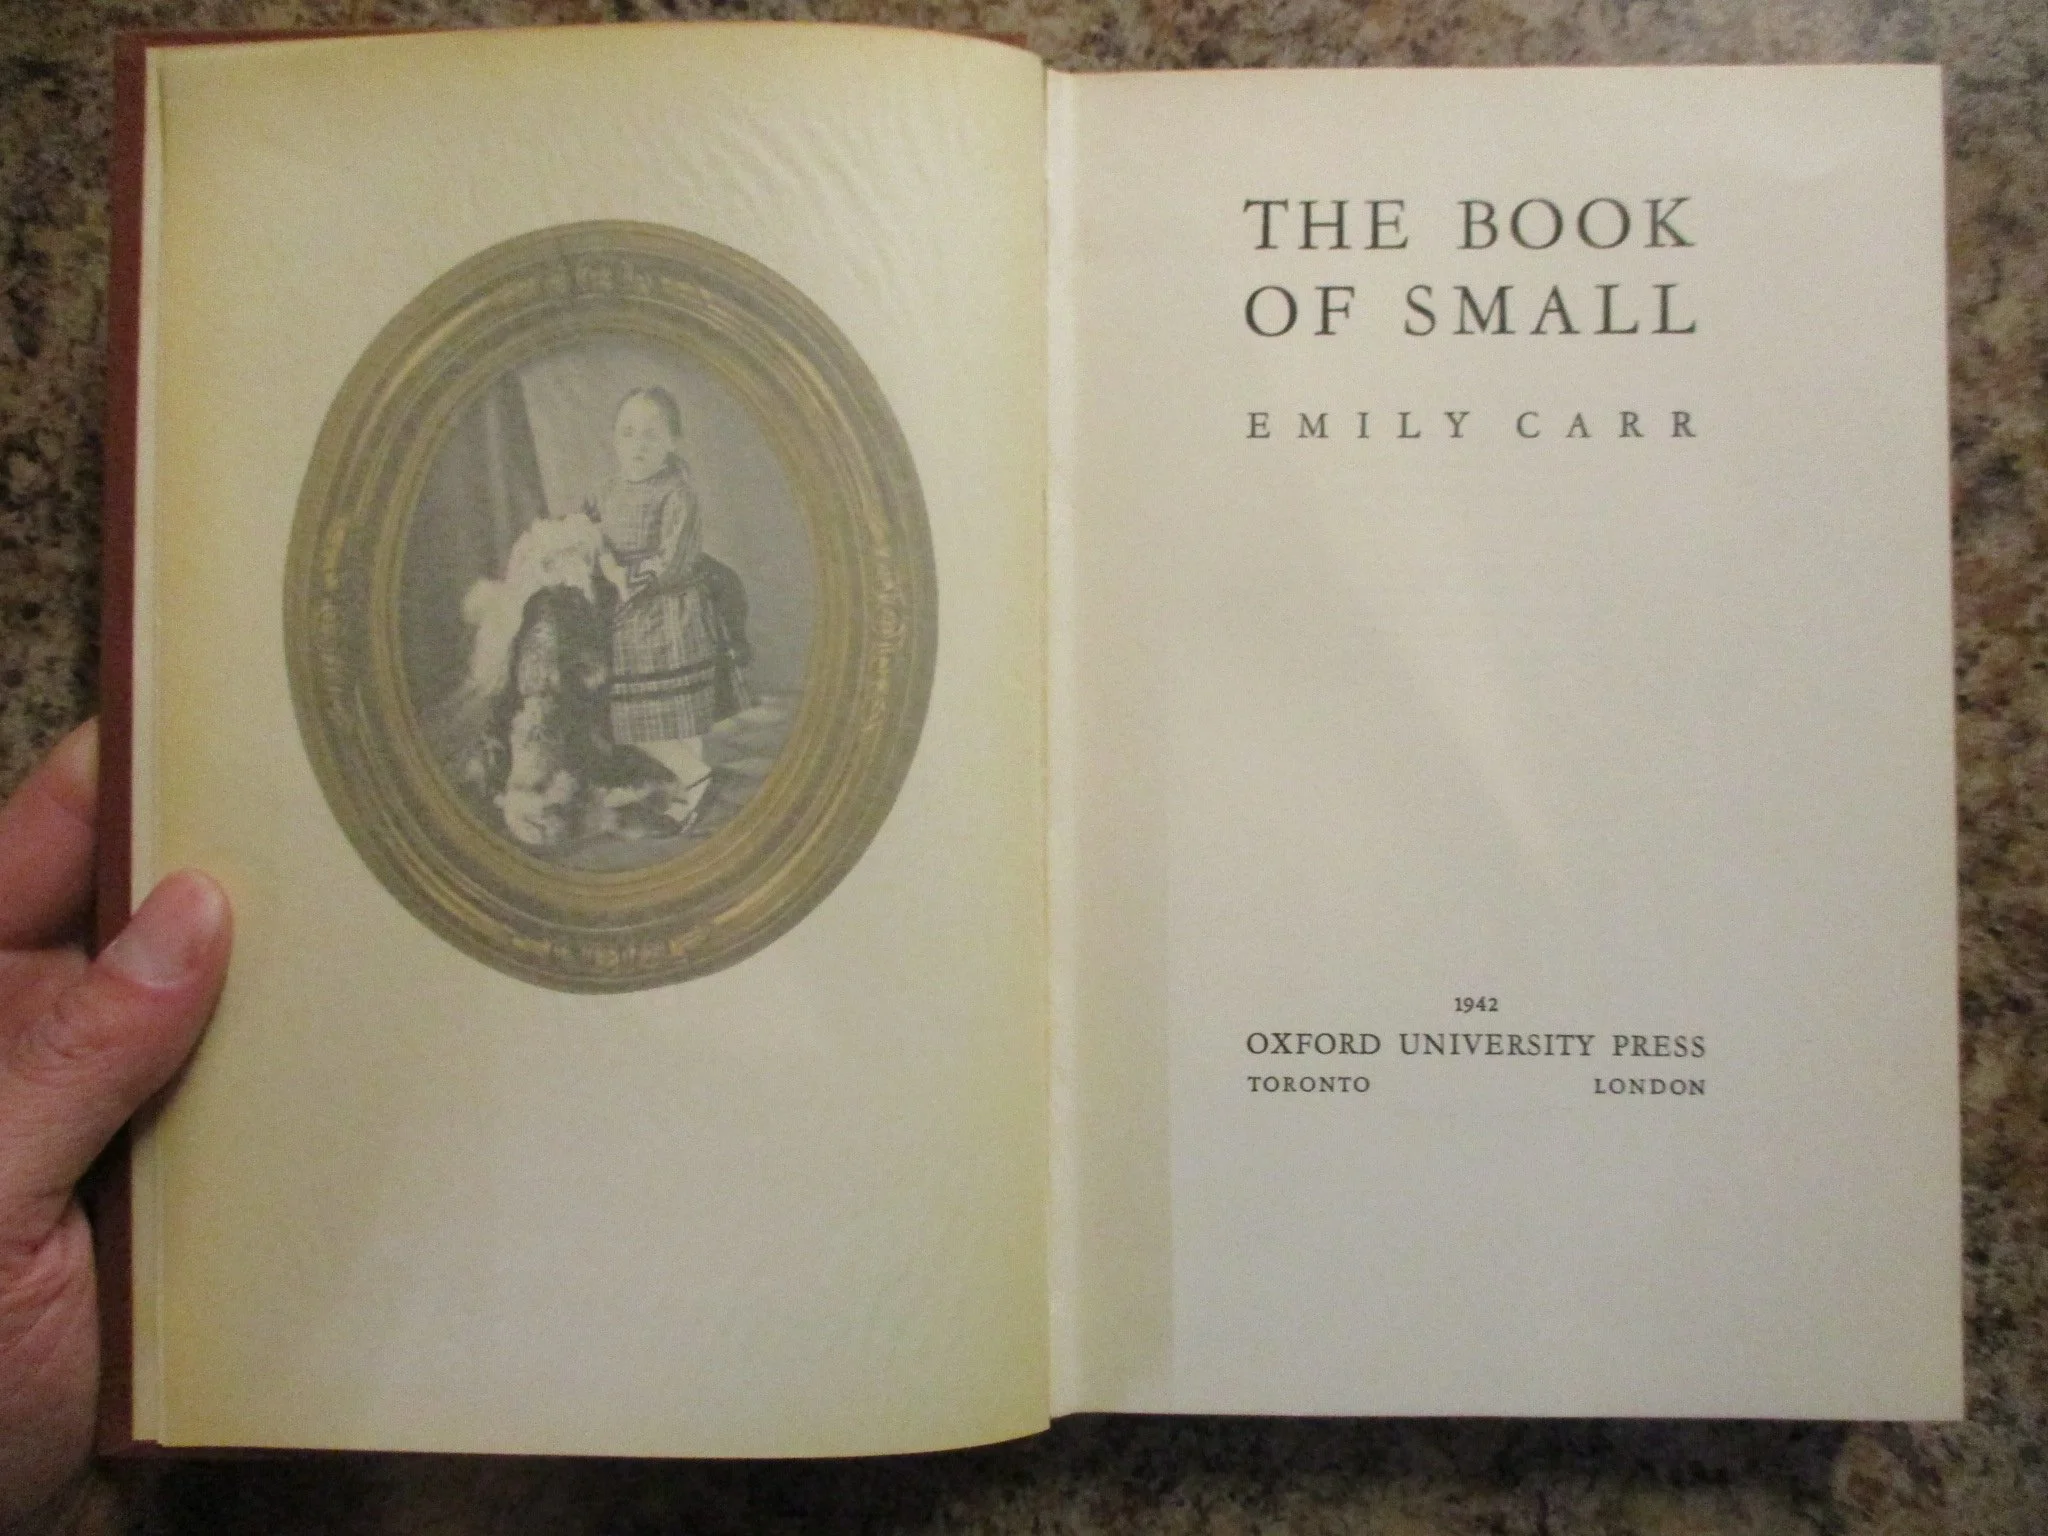 THE BOOK
OF SMALL
EMILY CARR
1942
OXFORD UNIVERSITY PRESS
TORONTO LONDON